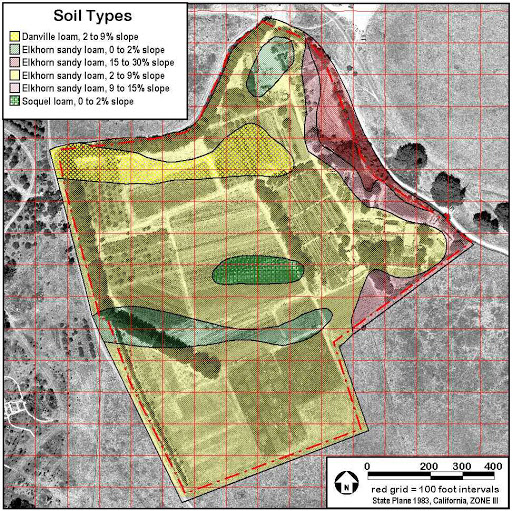 Soil Types
Danville loam, 2 to 9% slope
Elkhorn sandy loam, 0 to 2% slope
Elkhorn sandy loam, 15 to 30% slope
Elkhorn sandy loam, 2 to 9% slope
Elkhorn sandy loam, 9 to 15% slope
Soquel loam, 0 to 2% slope
0 200 300 400
N
red grid = 100 foot intervals
State Plane 1983, California, ZONE III